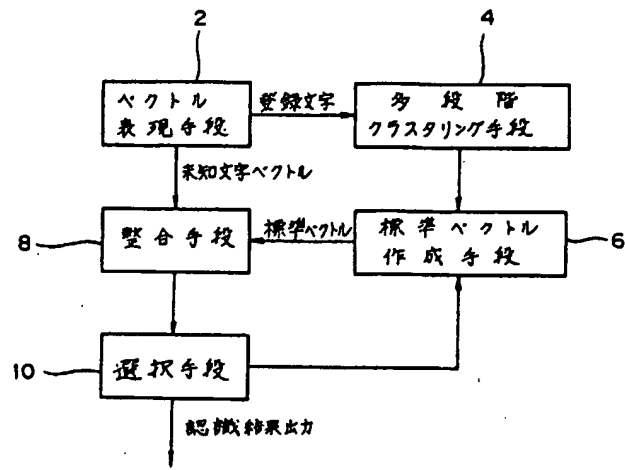 2
4
ベクトル
表現手段
登録文字
多段階
クラスタリング手段
未知文字ベクトル
8
整合手段
標準ベクトル
標準ベクトル
作成手段
6
10
選択手段
認識結果出力